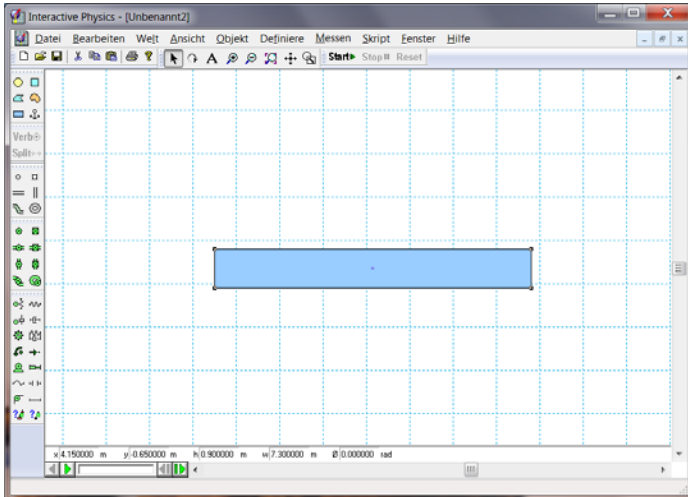 Interactive Physics - [Unbenannt2]
Datei Bearbeiten Welt Ansicht Objekt Definiere Messen Skript Fenster Hilfe
A Start Stop Reset
Verb
Split
x 4.150000 m y -0.650000 m h 0.900000 m w 7.300000 m Ø 0.000000 rad